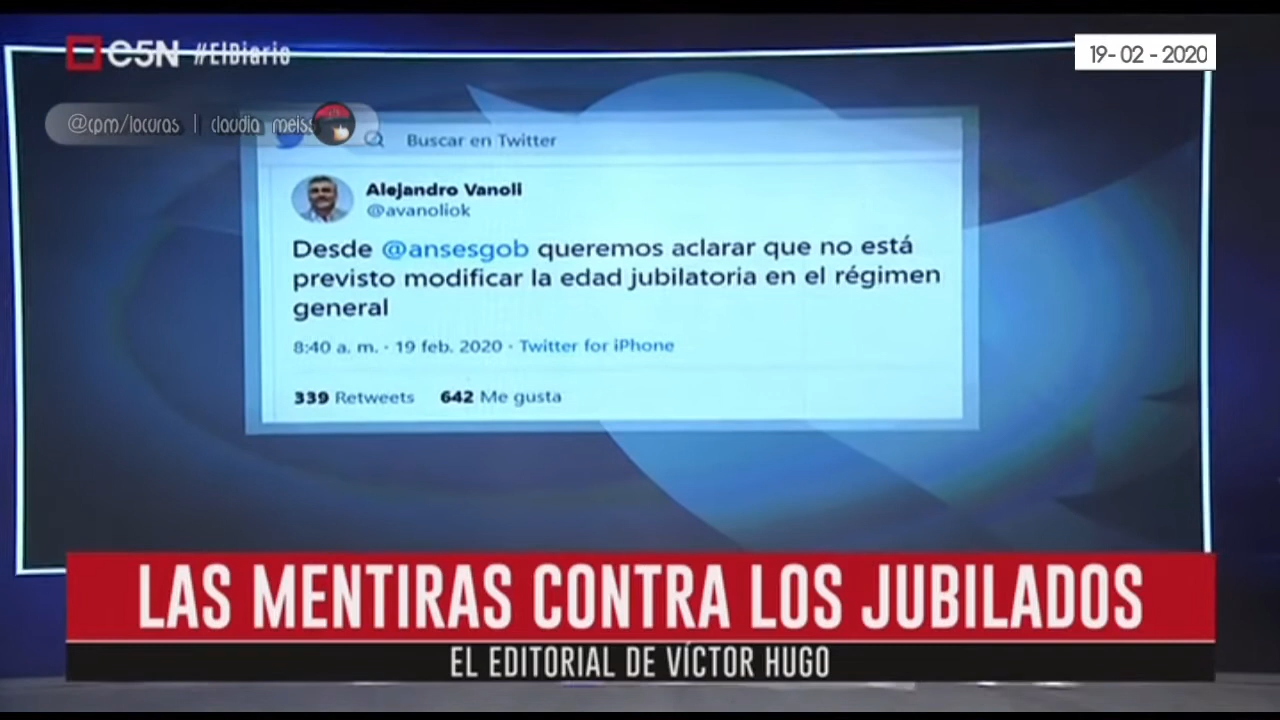 C5N #ElDiario
19-02-2020
@cpm/locuras | claudia meiss
Buscar en Twitter
Alejandro Vanoli
@avanoliok
Desde @ansesgob queremos aclarar que no está
previsto modificar la edad jubilatoria en el régimen
general
8:40 a. m. · 19 feb. 2020 · Twitter for iPhone
339 Retweets 642 Me gusta
LAS MENTIRAS CONTRA LOS JUBILADOS
EL EDITORIAL DE VÍCTOR HUGO